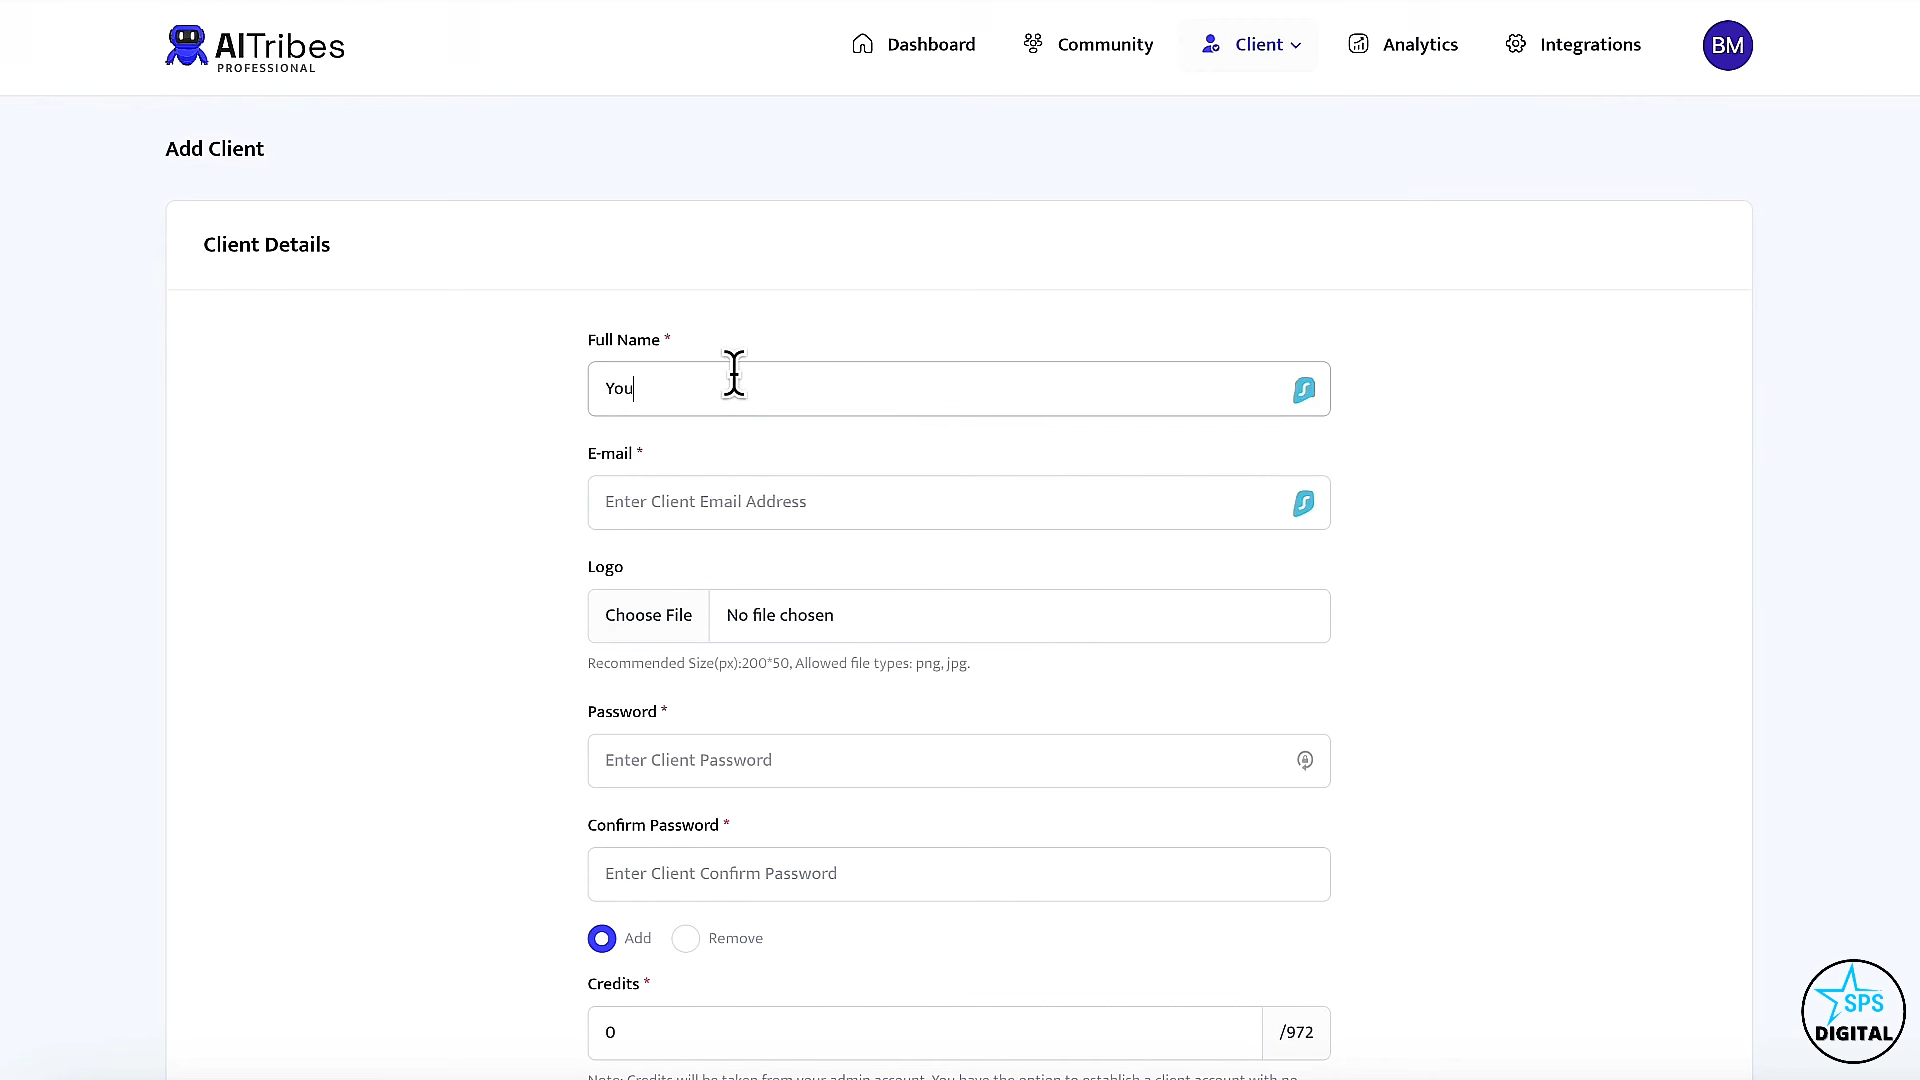 AITribes
PROFESSIONAL
Dashboard
Community
Client
Analytics
Integrations
BM
Add Client
Client Details
Full Name *
You
E-mail *
Enter Client Email Address
Logo
Choose File
No file chosen
Recommended Size(px):200*50, Allowed file types: png, jpg.
Password *
Enter Client Password
Confirm Password *
Enter Client Confirm Password
Add
Remove
Credits *
0
/972
Note: Credits will be taken from your admin account. You have the option to establish a client account with no
SPS
DIGITAL